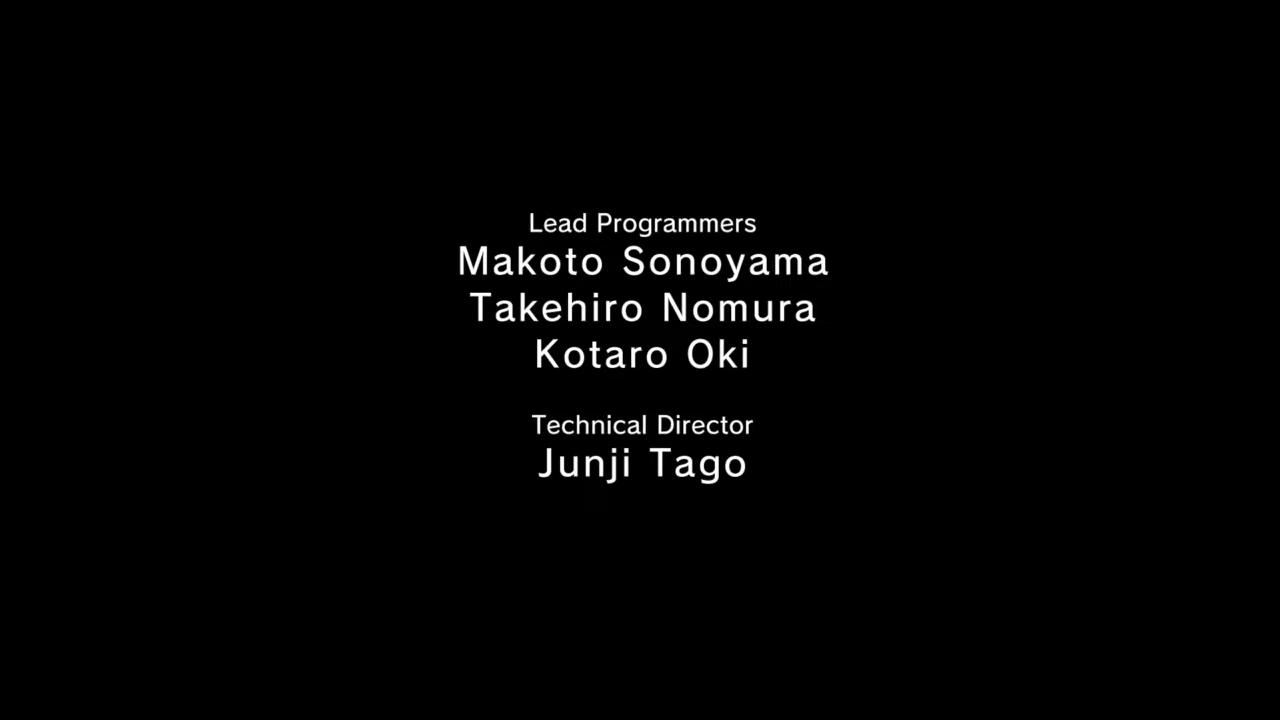 Lead Programmers
Makoto Sonoyama
Takehiro Nomura
Kotaro Oki
Technical Director
Junji Tago